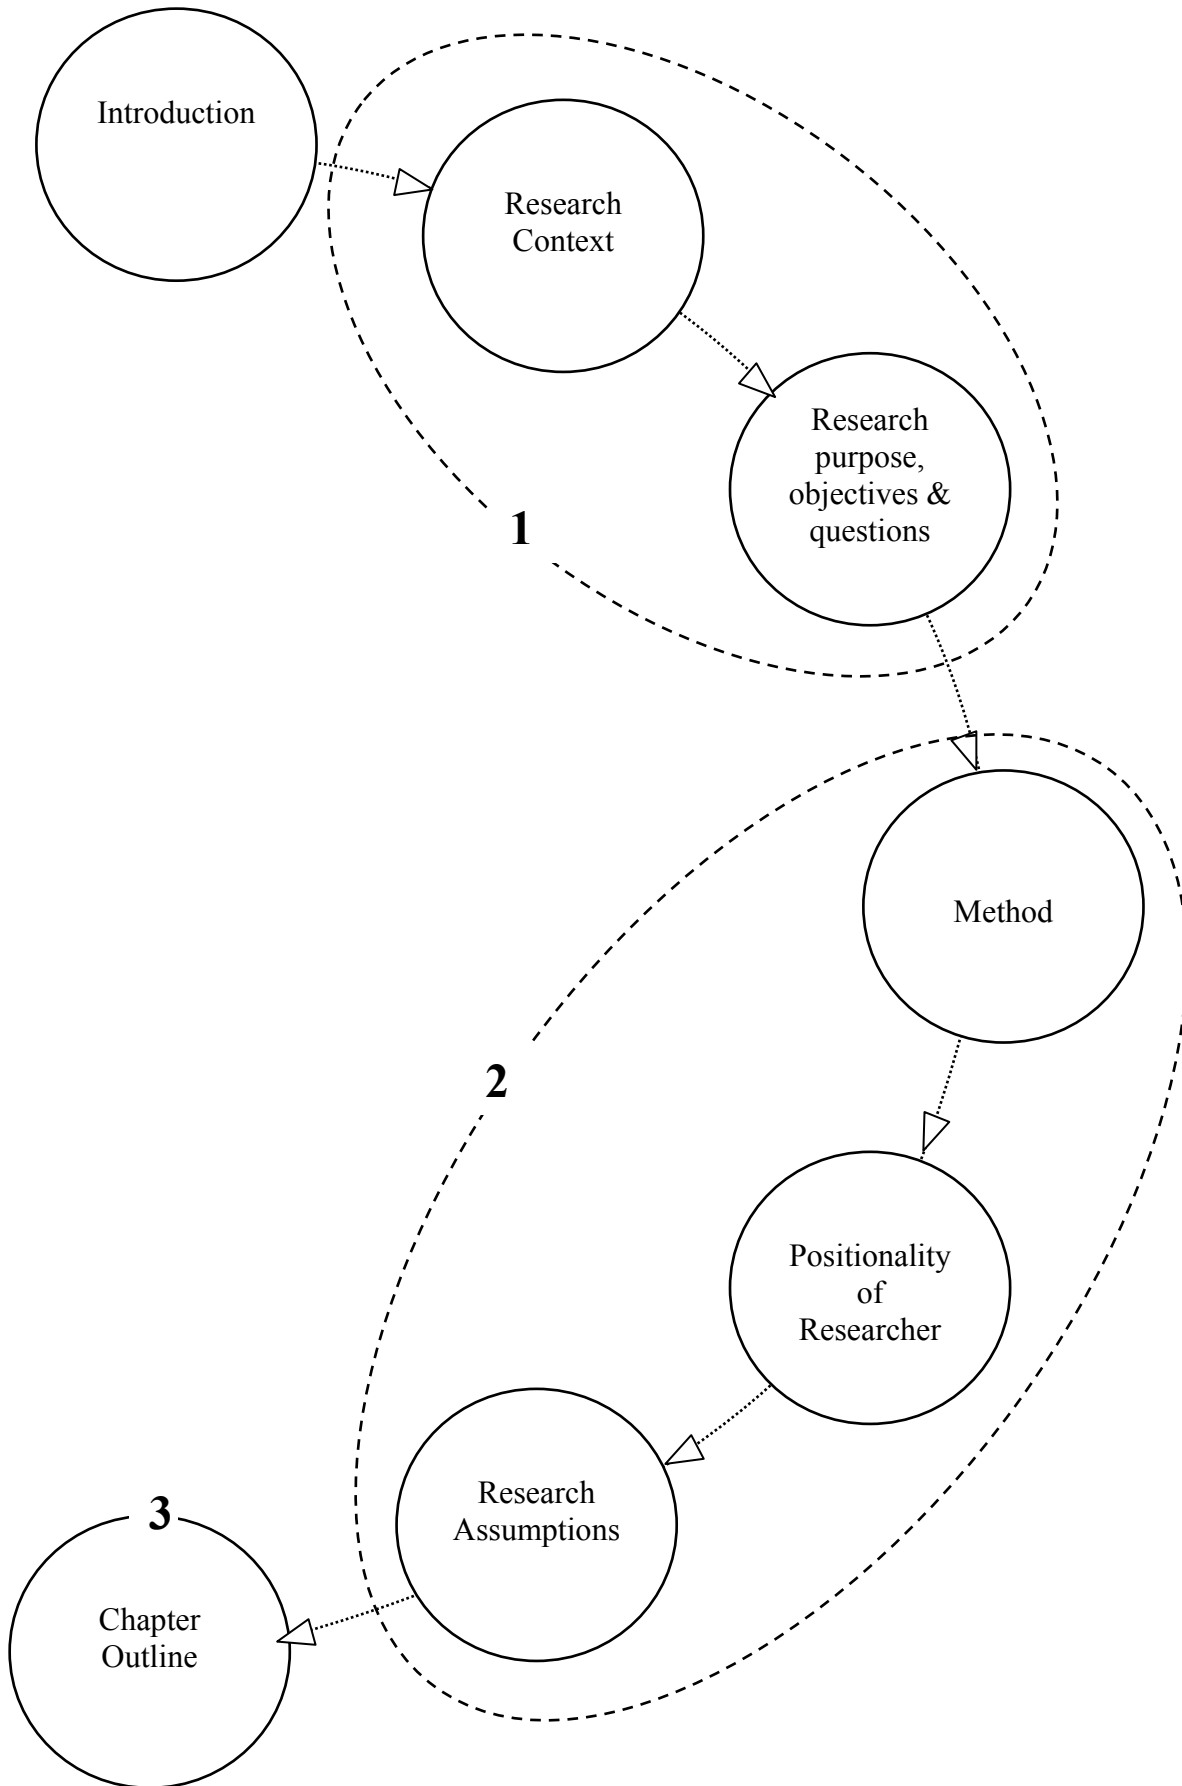 Introduction
Research
Context
Research
purpose,
objectives &
questions
1
Method
2
Positionality
of
Researcher
Research
Assumptions
3
Chapter
Outline